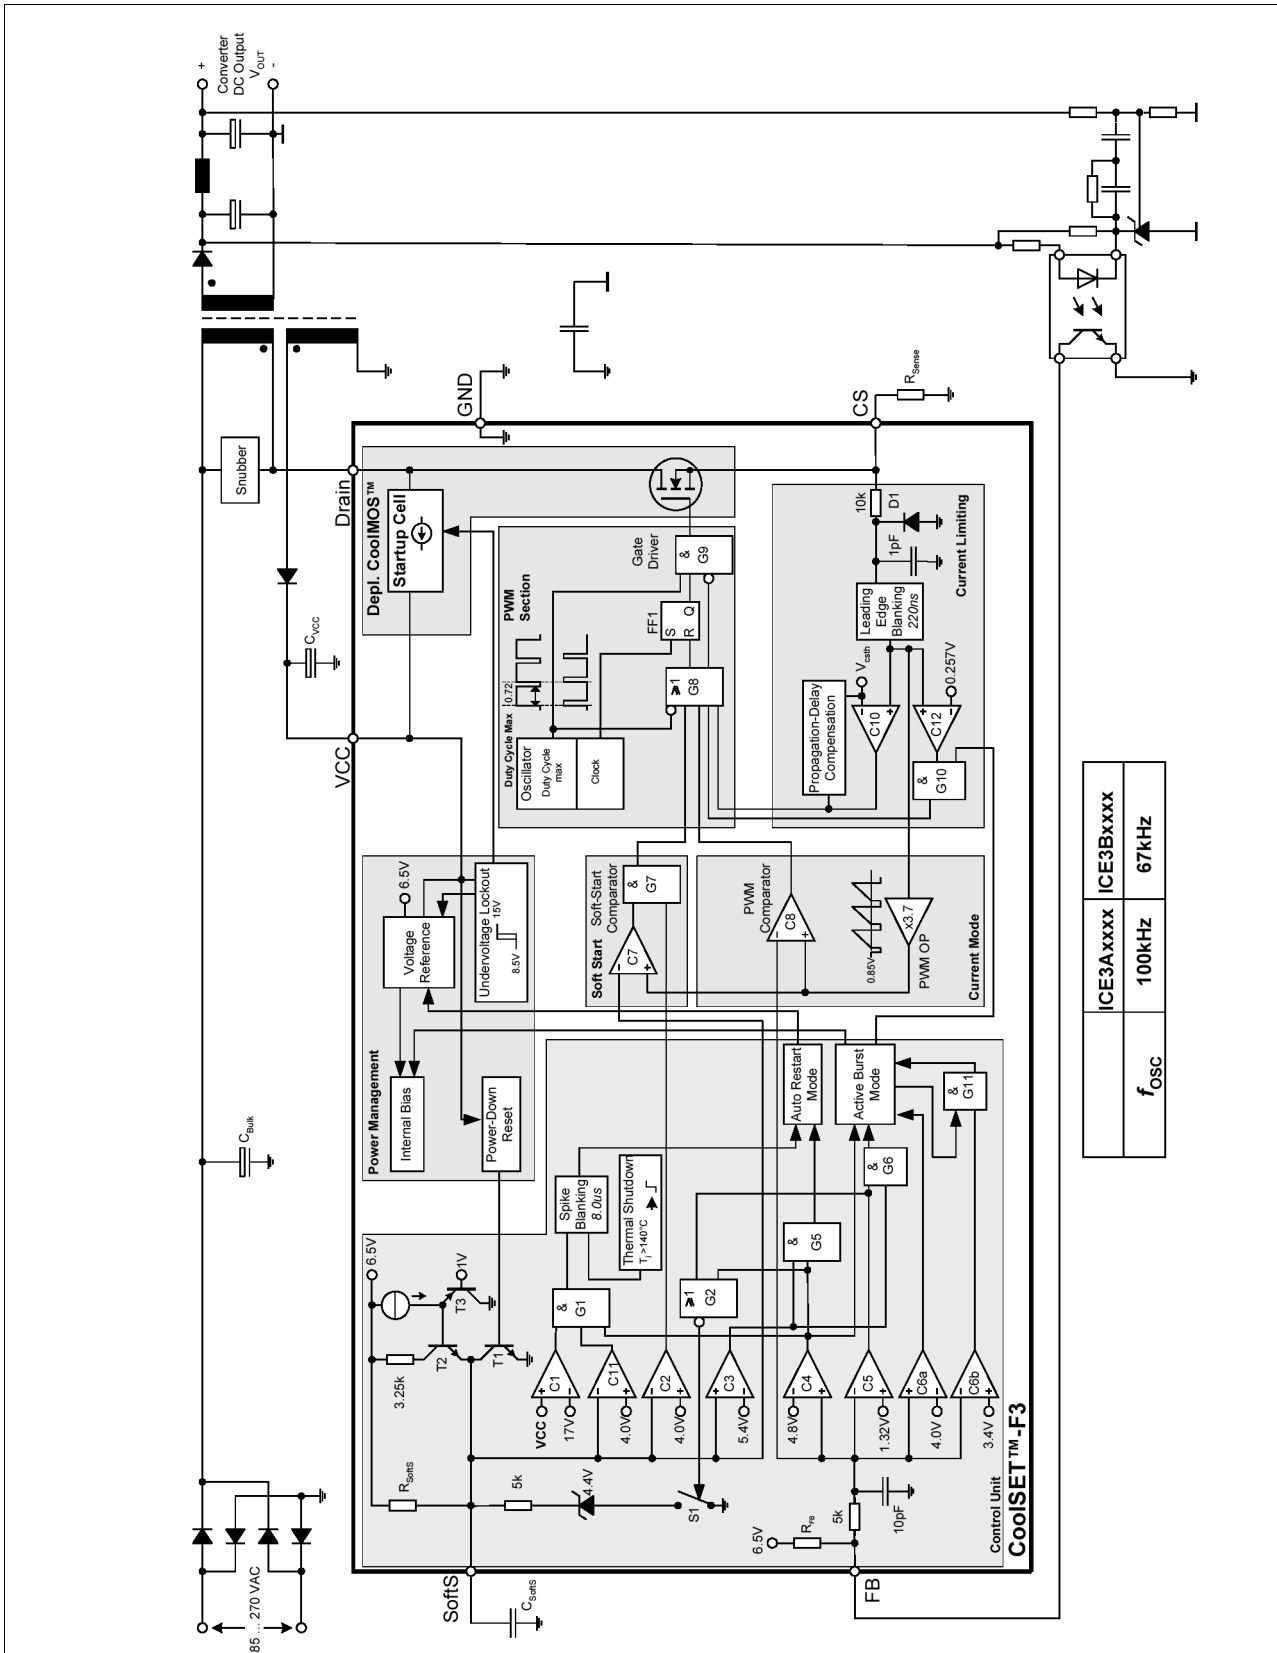 85 ... 270 VAC
C_Bulk
Snubber
+
Converter
DC Output
V_OUT
-
C_VCC
VCC
Drain
GND
CS
R_Sense
SoftS
C_SoftS
FB
Power Management
Internal Bias
Voltage
Reference
6.5V
Power-Down
Reset
Undervoltage Lockout
15V
8.5V
Depl. CoolMOS™
Startup Cell
PWM
Section
Duty Cycle Max
0.72
Oscillator
Duty Cycle
max
Clock
≥1
G8
FF1
S
R
Q
Gate
Driver
&
G9
Soft Start
Soft-Start
Comparator
C7
&
G7
Current Mode
PWM
Comparator
C8
0.85V
x3.7
PWM OP
Current Limiting
Propagation-Delay
Compensation
V_csth
C10
C12
0.257V
&
G10
Leading
Edge
Blanking
220ns
10k
D1
1pF
6.5V
3.25k
R_SoftS
T2
T3
T1
1V
5k
4.4V
S1
VCC
17V
C1
4.0V
C11
4.0V
C2
5.4V
C3
4.8V
C4
1.32V
C5
4.0V
C6a
3.4V
C6b
&
G1
Spike
Blanking
8.0us
Thermal Shutdown
T_j >140°C
≥1
G2
&
G5
&
G6
&
G11
Auto Restart
Mode
Active Burst
Mode
6.5V
R_FB
5k
10pF
Control Unit
CoolSET™-F3
ICE3Axxxx ICE3Bxxxx
f_OSC 100kHz 67kHz